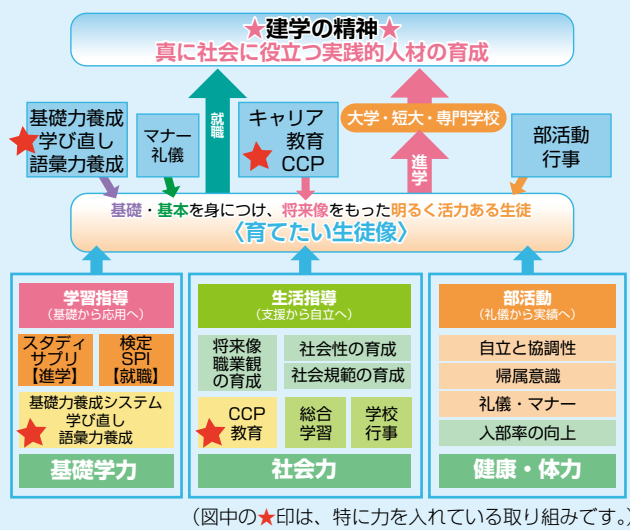 ★建学の精神★
真に社会に役立つ実践的人材の育成
基礎力養成
★学び直し
語彙力養成
マナー
礼儀
就職
キャリア
教育
★CCP
大学・短大・専門学校
進学
部活動
行事
基礎・基本を身につけ、将来像をもった明るく活力ある生徒
〈育てたい生徒像〉
学習指導
（基礎から応用へ）
スタディ
サプリ
【進学】
検定
SPI
【就職】
基礎力養成システム
学び直し
★語彙力養成
基礎学力
生活指導
（支援から自立へ）
将来像
職業観
の育成
社会性の育成
社会規範の育成
CCP
★教育
総合
学習
学校
行事
社会力
部活動
（礼儀から実績へ）
自立と協調性
帰属意識
礼儀・マナー
入部率の向上
健康・体力
（図中の★印は、特に力を入れている取り組みです。）